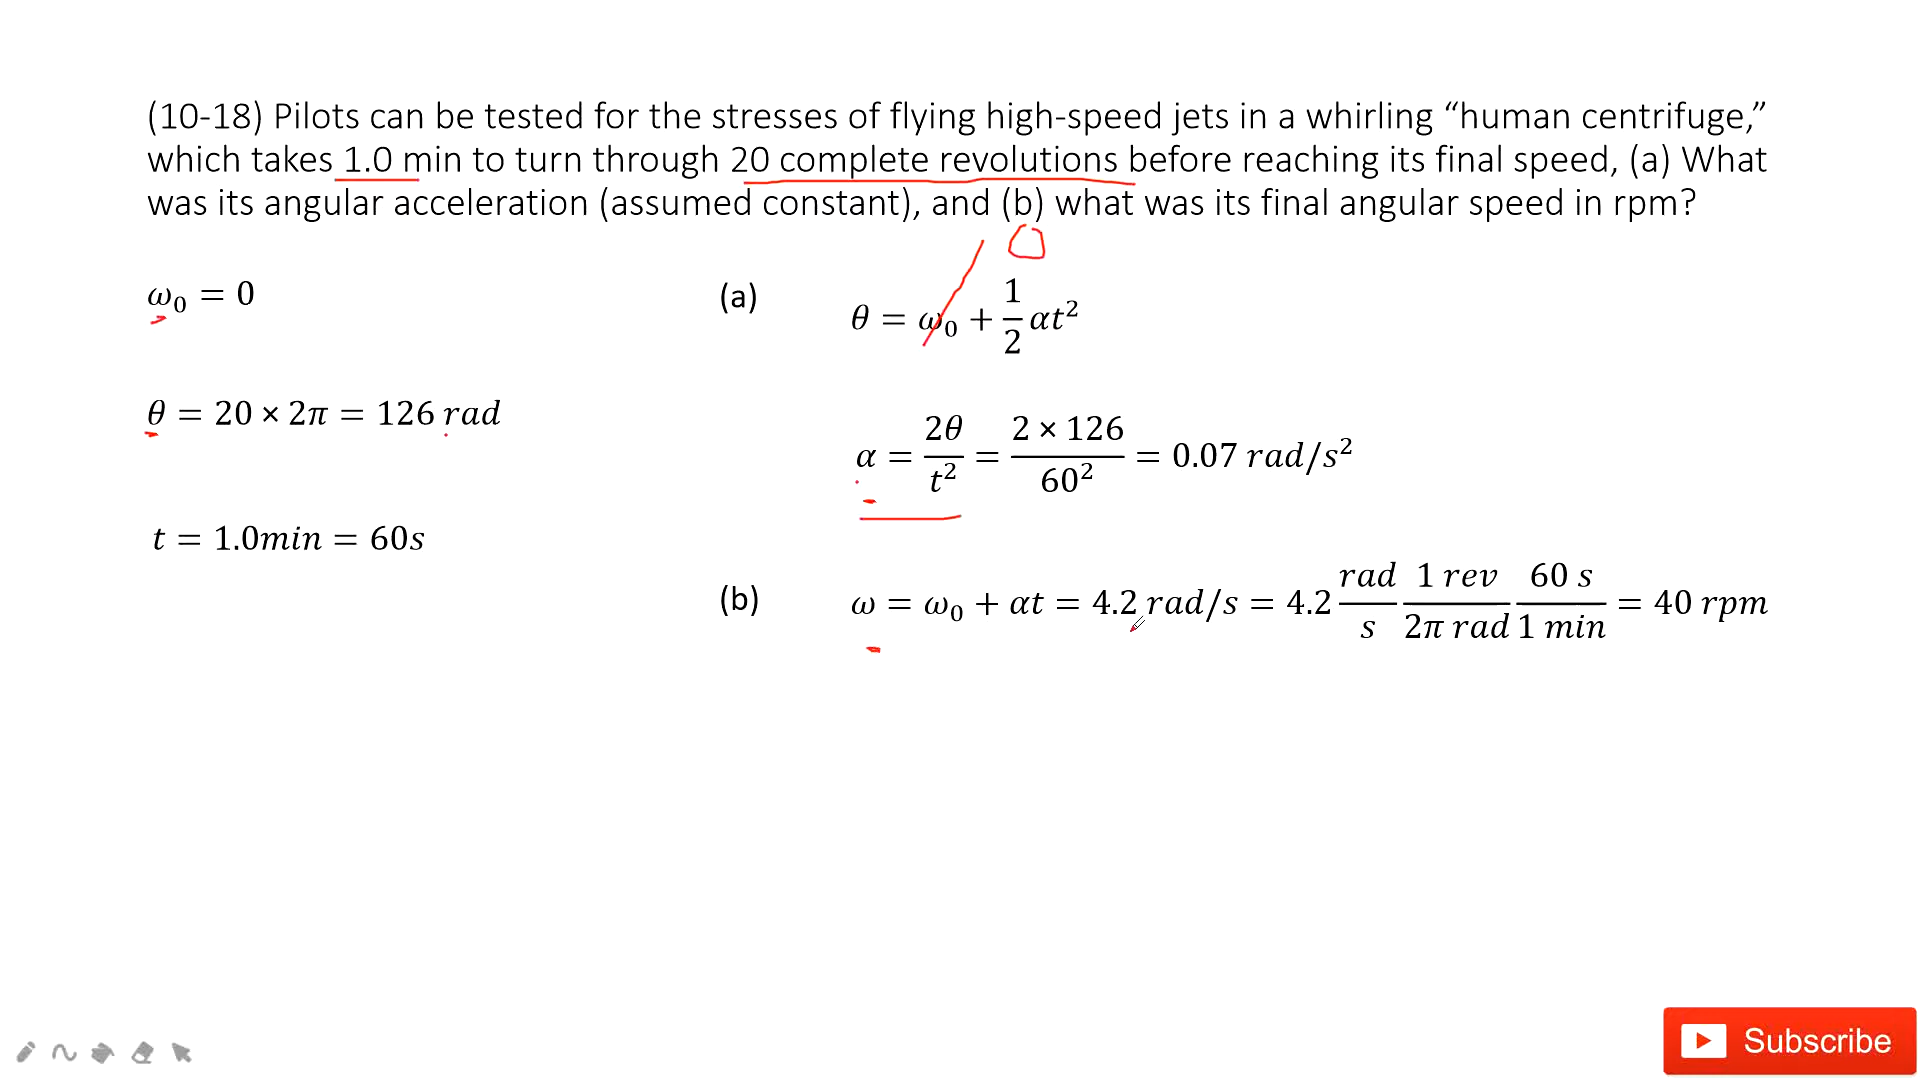 (10-18) Pilots can be tested for the stresses of flying high-speed jets in a whirling “human centrifuge,”
which takes 1.0 min to turn through 20 complete revolutions before reaching its final speed, (a) What
was its angular acceleration (assumed constant), and (b) what was its final angular speed in rpm?
0
ω₀ = 0
(a) θ = ω₀ + 1/2 αt²
θ = 20 × 2π = 126 rad
α = 2θ/t² = (2 × 126)/60² = 0.07 rad/s²
t = 1.0min = 60s
(b) ω = ω₀ + αt = 4.2 rad/s = 4.2 rad/s 1 rev/2π rad 60 s/1 min = 40 rpm
Subscribe